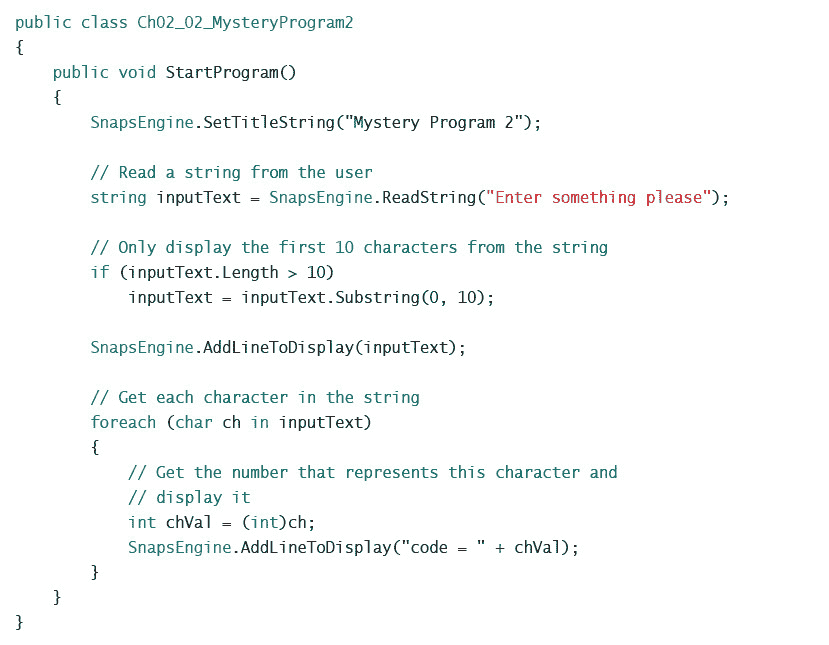 public class Ch02_02_MysteryProgram2
{
    public void StartProgram()
    {
        SnapsEngine.SetTitleString("Mystery Program 2");

        // Read a string from the user
        string inputText = SnapsEngine.ReadString("Enter something please");

        // Only display the first 10 characters from the string
        if (inputText.Length > 10)
            inputText = inputText.Substring(0, 10);

        SnapsEngine.AddLineToDisplay(inputText);

        // Get each character in the string
        foreach (char ch in inputText)
        {
            // Get the number that represents this character and
            // display it
            int chVal = (int)ch;
            SnapsEngine.AddLineToDisplay("code = " + chVal);
        }
    }
}